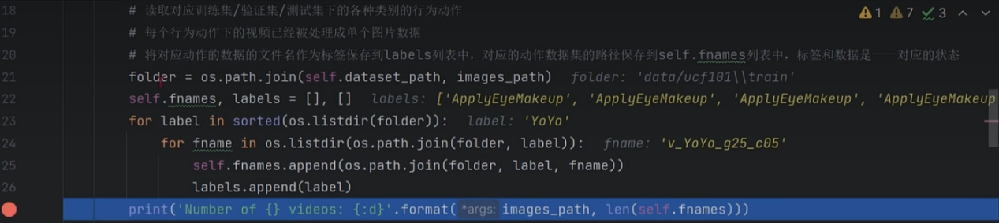 18 # 读取对应训练集/验证集/测试集下的各种类别的行为动作 1 7 3
19 # 每个行为动作下的视频已经被处理成单个图片数据
20 # 将对应动作的数据的文件名作为标签保存到labels列表中，对应的动作数据集的路径保存到self.fnames列表中，标签和数据是一一对应的状态
21 folder = os.path.join(self.dataset_path, images_path) folder: 'data/ucf101\\train'
22 self.fnames, labels = [], [] labels: ['ApplyEyeMakeup', 'ApplyEyeMakeup', 'ApplyEyeMakeup', 'ApplyEyeMakeup
23 for label in sorted(os.listdir(folder)): label: 'YoYo'
24 for fname in os.listdir(os.path.join(folder, label)): fname: 'v_YoYo_g25_c05'
25 self.fnames.append(os.path.join(folder, label, fname))
26 labels.append(label)
print('Number of {} videos: {:d}'.format( *args: images_path, len(self.fnames)))